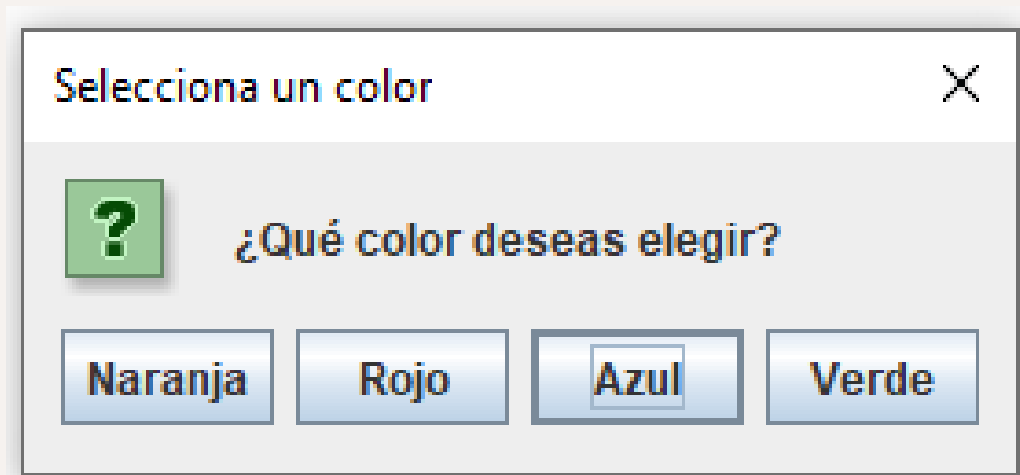 Selecciona un color
¿Qué color deseas elegir?
Naranja Rojo Azul Verde